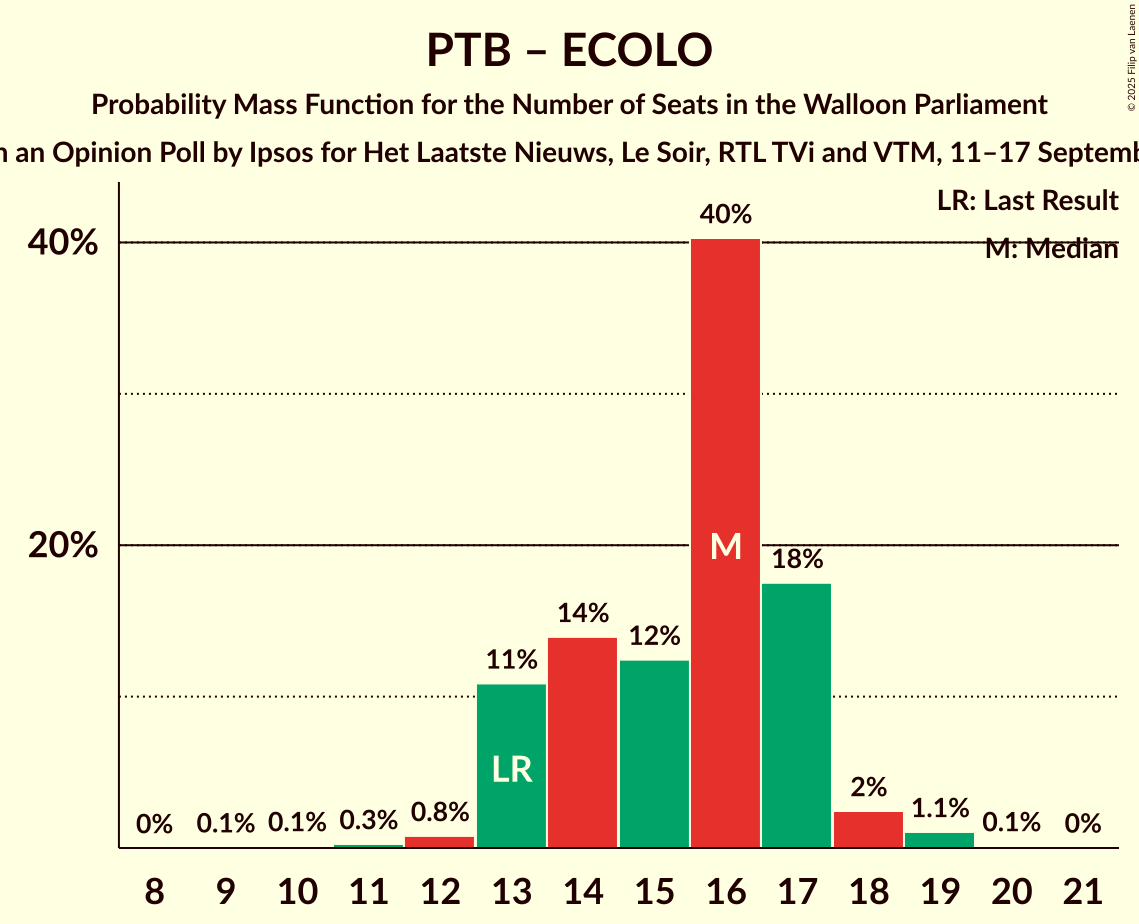 PTB – ECOLO
Probability Mass Function for the Number of Seats in the Walloon Parliament
an Opinion Poll by Ipsos for Het Laatste Nieuws, Le Soir, RTL TVi and VTM, 11–17
© 2025 Filip van Laenen
LR: Last Result
M: Median
40%
20%
0% 0.1% 0.1% 0.3% 0.8% 11% 14% 12% 40% 18% 2% 1.1% 0.1% 0%
LR
M
8 9 10 11 12 13 14 15 16 17 18 19 20 21